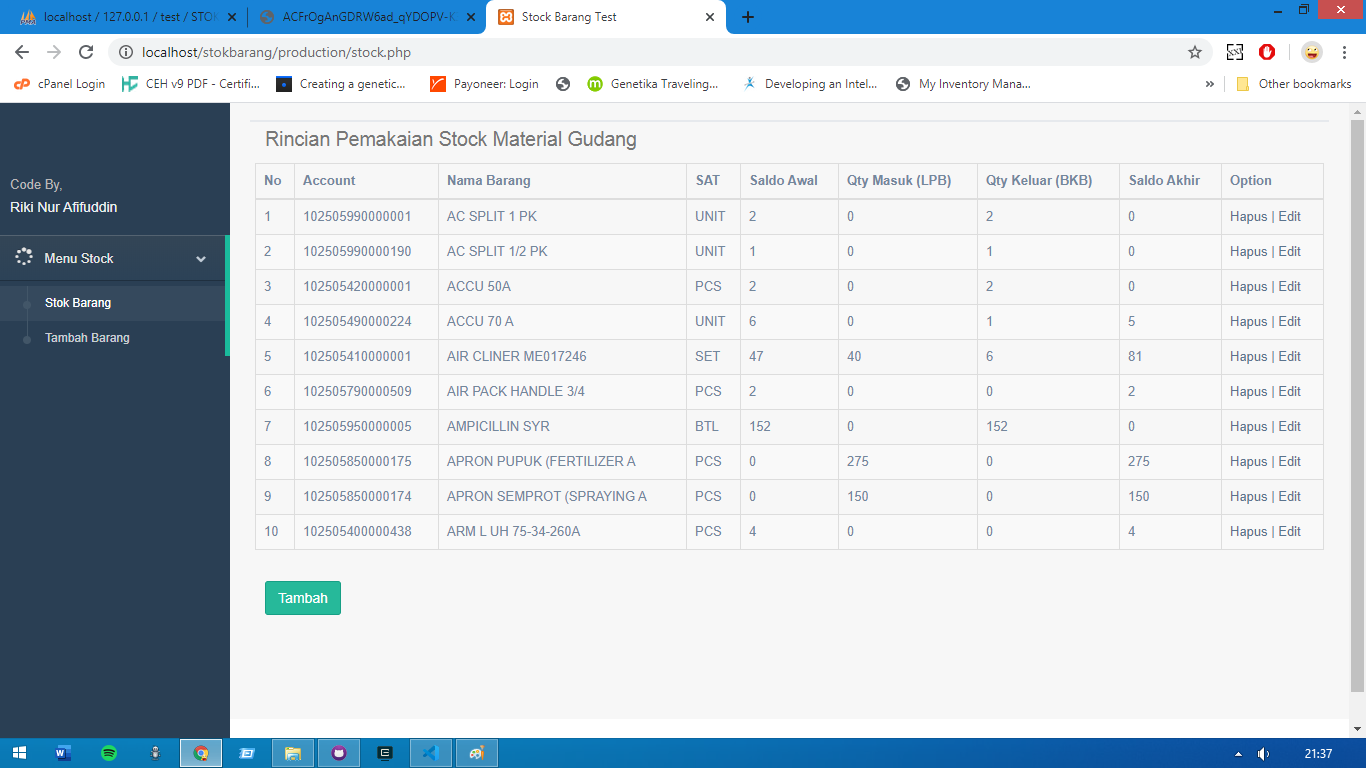 localhost / 127.0.0.1 / test / STOK
ACFrOgAnGDRW6ad_qYDOPV-K
Stock Barang Test
localhost/stokbarang/production/stock.php
cPanel Login
CEH v9 PDF - Certifi...
Creating a genetic...
Payoneer: Login
Genetika Traveling...
Developing an Intel...
My Inventory Mana...
Other bookmarks
Code By,
Riki Nur Afifuddin
Menu Stock
Stok Barang
Tambah Barang
Rincian Pemakaian Stock Material Gudang
No Account Nama Barang SAT Saldo Awal Qty Masuk (LPB) Qty Keluar (BKB) Saldo Akhir Option
1 102505990000001 AC SPLIT 1 PK UNIT 2 0 2 0 Hapus | Edit
2 102505990000190 AC SPLIT 1/2 PK UNIT 1 0 1 0 Hapus | Edit
3 102505420000001 ACCU 50A PCS 2 0 2 0 Hapus | Edit
4 102505490000224 ACCU 70 A UNIT 6 0 1 5 Hapus | Edit
5 102505410000001 AIR CLINER ME017246 SET 47 40 6 81 Hapus | Edit
6 102505790000509 AIR PACK HANDLE 3/4 PCS 2 0 0 2 Hapus | Edit
7 102505950000005 AMPICILLIN SYR BTL 152 0 152 0 Hapus | Edit
8 102505850000175 APRON PUPUK (FERTILIZER A PCS 0 275 0 275 Hapus | Edit
9 102505850000174 APRON SEMPROT (SPRAYING A PCS 0 150 0 150 Hapus | Edit
10 102505400000438 ARM L UH 75-34-260A PCS 4 0 0 4 Hapus | Edit
Tambah
21:37